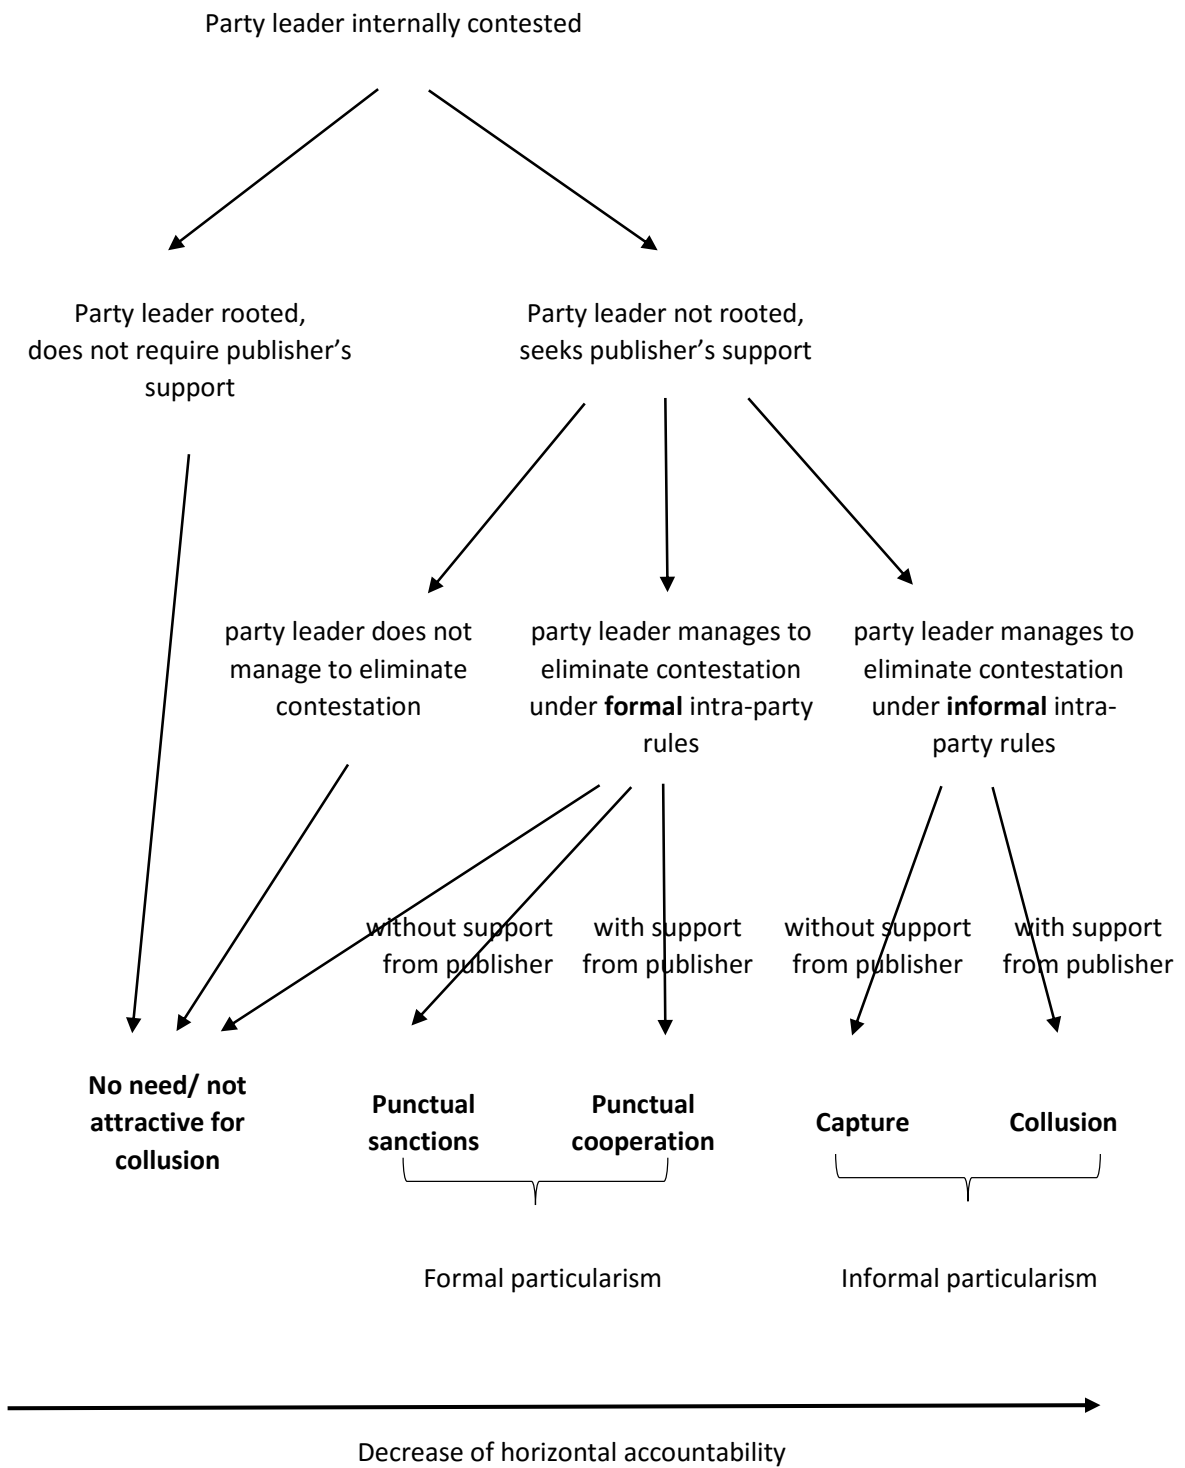 Party leader internally contested
Party leader rooted,
does not require publisher’s
support
Party leader not rooted,
seeks publisher’s support
party leader does not
manage to eliminate
contestation
party leader manages to
eliminate contestation
under formal intra-party
rules
party leader manages to
eliminate contestation
under informal intra-
party rules
without support
from publisher
with support
from publisher
without support
from publisher
with support
from publisher
No need/ not
attractive for
collusion
Punctual
sanctions
Punctual
cooperation
Capture
Collusion
Formal particularism
Informal particularism
Decrease of horizontal accountability